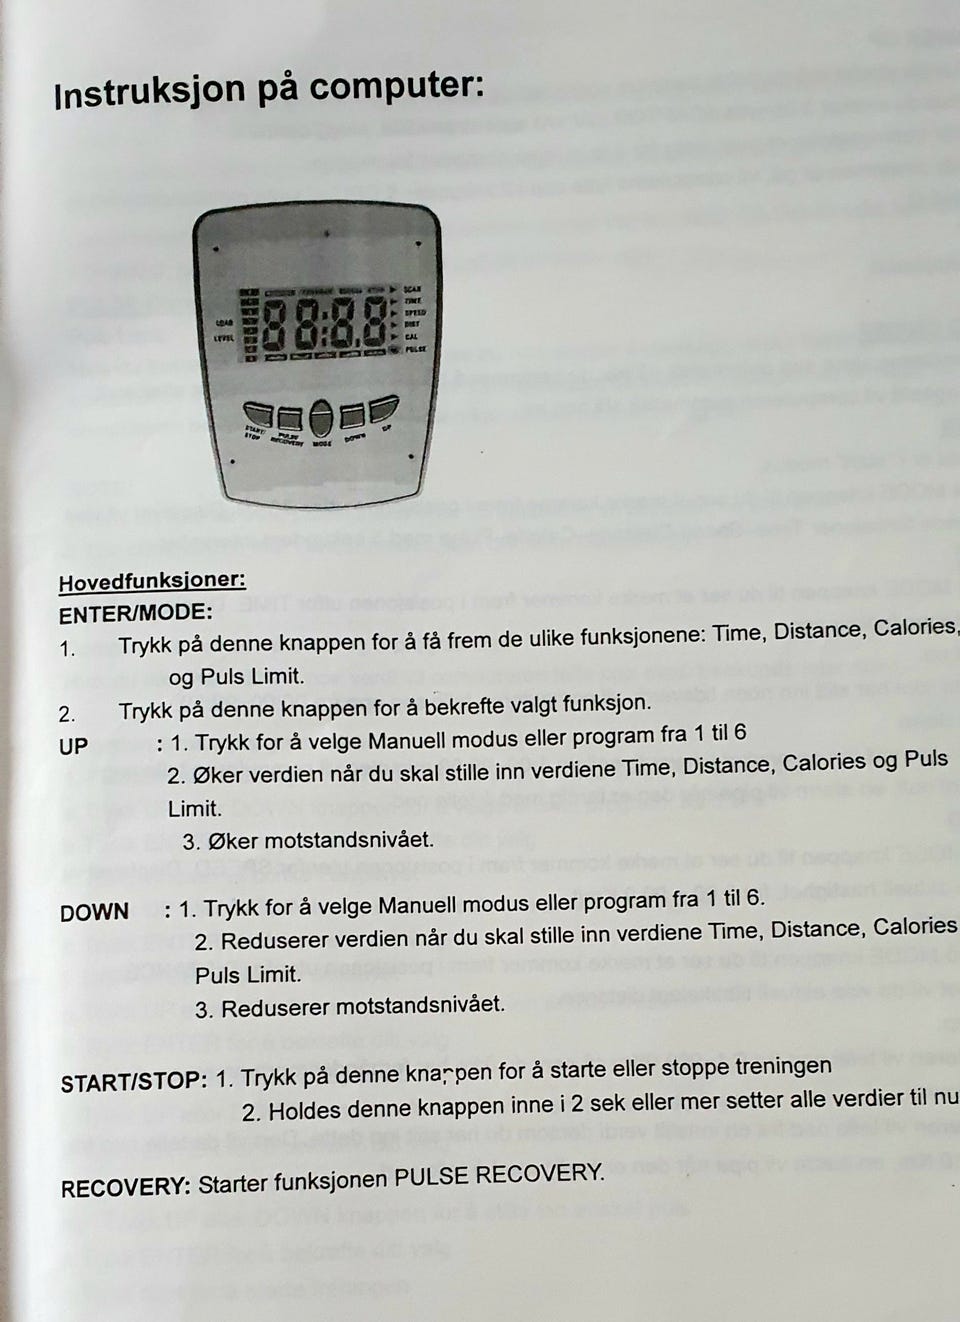 Instruksjon på computer:
SCAN
TIME
SPEED
DIST
CAL
PULSE
LOAD
LEVEL
88:8.8
START/
STOP
PULSE
RECOVERY
MODE
DOWN
UP
Hovedfunksjoner:
ENTER/MODE:
1. Trykk på denne knappen for å få frem de ulike funksjonene: Time, Distance, Calories,
og Puls Limit.
2. Trykk på denne knappen for å bekrefte valgt funksjon.
UP : 1. Trykk for å velge Manuell modus eller program fra 1 til 6
2. Øker verdien når du skal stille inn verdiene Time, Distance, Calories og Puls
Limit.
3. Øker motstandsnivået.
DOWN : 1. Trykk for å velge Manuell modus eller program fra 1 til 6.
2. Reduserer verdien når du skal stille inn verdiene Time, Distance, Calories
Puls Limit.
3. Reduserer motstandsnivået.
START/STOP: 1. Trykk på denne knappen for å starte eller stoppe treningen
2. Holdes denne knappen inne i 2 sek eller mer setter alle verdier til nu
RECOVERY: Starter funksjonen PULSE RECOVERY.